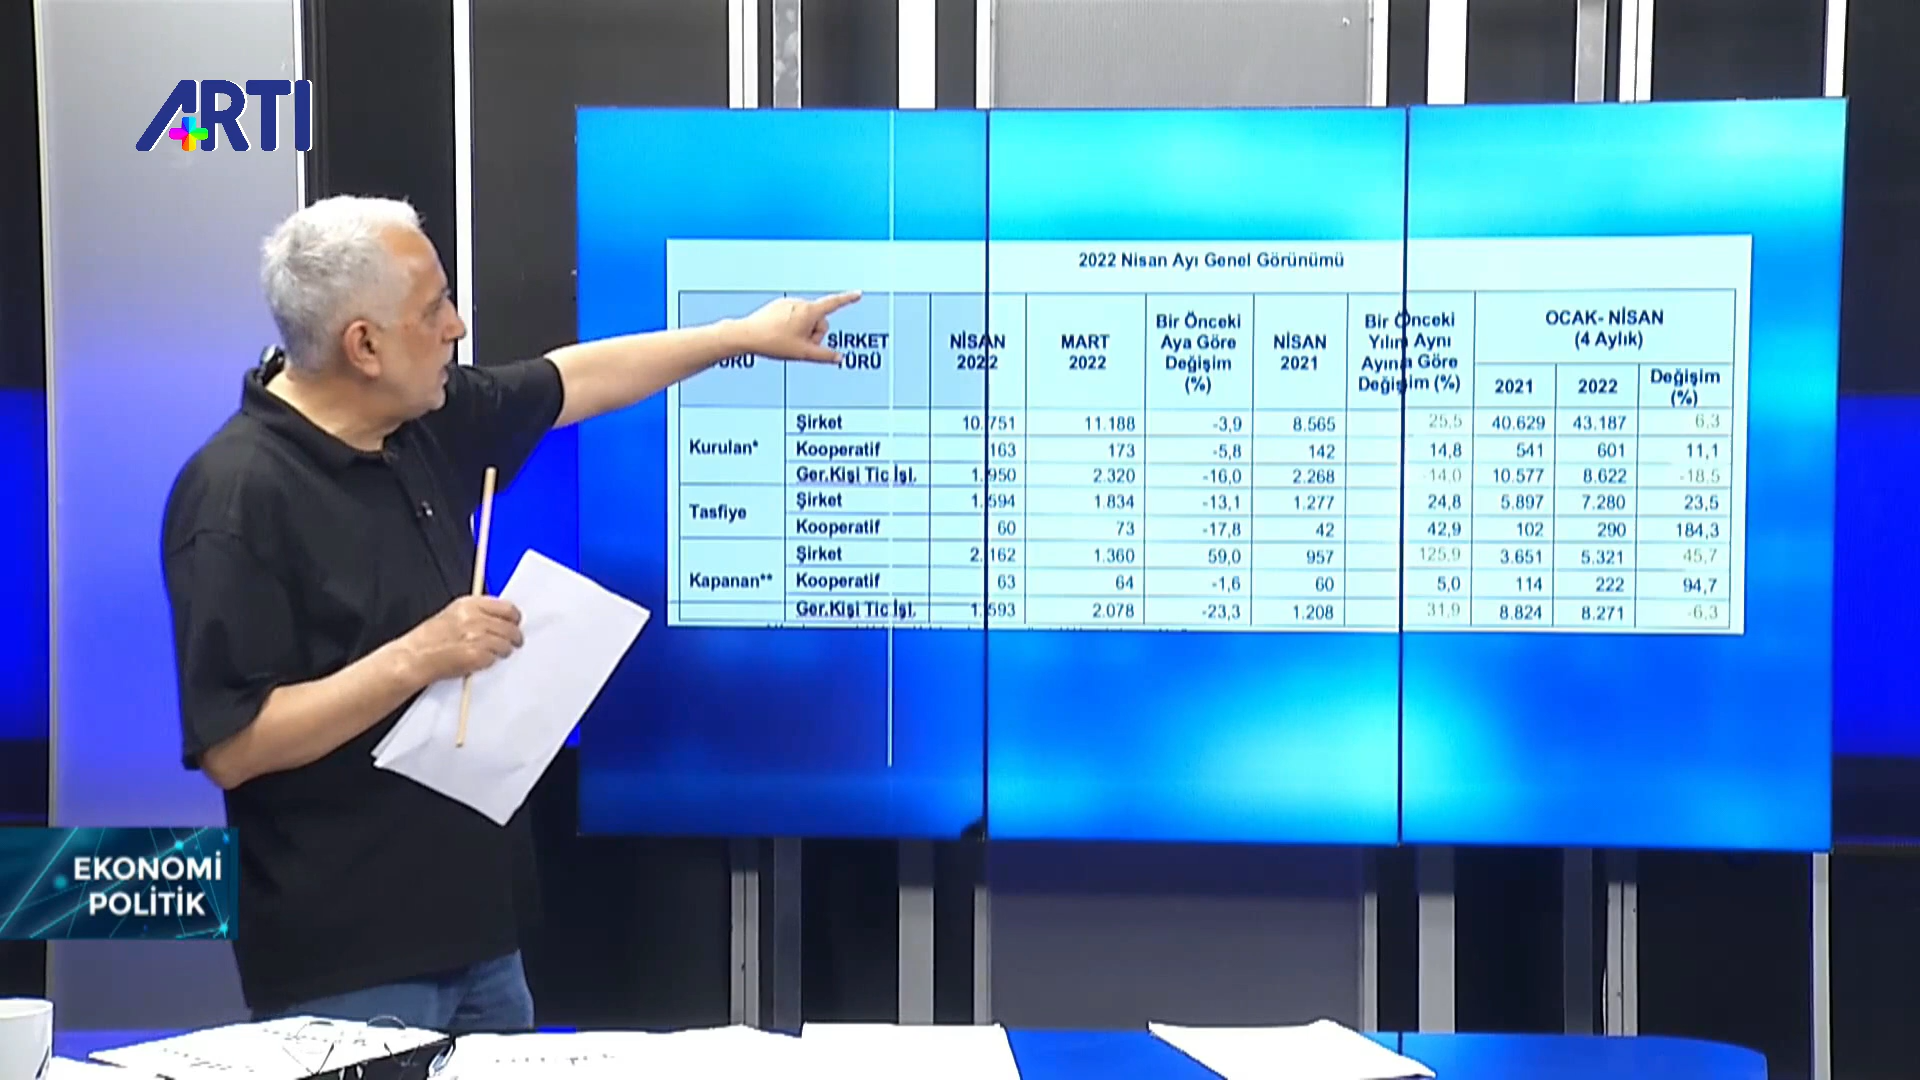 ARTI
2022 Nisan Ayı Genel Görünümü
ŞİRKET TÜRÜ
NİSAN 2022
MART 2022
Bir Önceki Aya Göre Değişim (%)
NİSAN 2021
Bir Önceki Yılın Aynı Ayına Göre Değişim (%)
OCAK- NİSAN (4 Aylık)
2021 2022 Değişim (%)
Kurulan*
Şirket 10.751 11.188 -3,9 8.565 25,5 40.629 43.187 6,3
Kooperatif 163 173 -5,8 142 14,8 541 601 11,1
Ger.Kişi Tic İşl. 1.950 2.320 -16,0 2.268 -14,0 10.577 8.622 -18,5
Tasfiye
Şirket 1.594 1.834 -13,1 1.277 24,8 5.897 7.280 23,5
Kooperatif 60 73 -17,8 42 42,9 102 290 184,3
Kapanan**
Şirket 2.162 1.360 59,0 957 125,9 3.651 5.321 45,7
Kooperatif 63 64 -1,6 60 5,0 114 222 94,7
Ger.Kişi Tic İşl. 1.593 2.078 -23,3 1.208 31,9 8.824 8.271 -6,3
EKONOMİ
POLİTİK